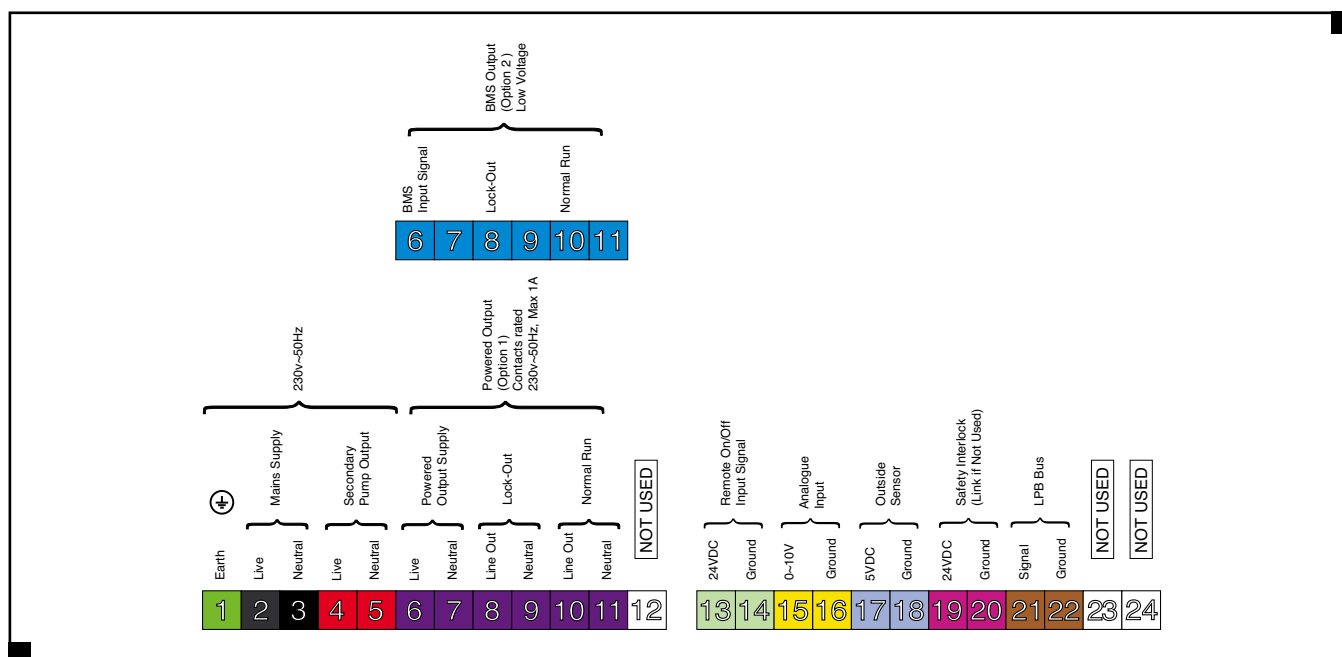 BMS Output
(Option 2 )
Low Voltage
BMS
Input Signal
Lock-Out
Normal Run
6 7 8 9 10 11
230v~50Hz
Powered Output
(Option 1)
Contacts rated
230v~50Hz, Max 1A
Mains Supply
Secondary
Pump Output
Powered
Output Supply
Lock-Out
Normal Run
NOT USED
Remote On/Off
Input Signal
Analogue
Input
Outside
Sensor
Safety Interlock
(Link if Not Used)
LPB Bus
NOT USED
NOT USED
Earth
Live
Neutral
Live
Neutral
Live
Neutral
Line Out
Neutral
Line Out
Neutral
24VDC
Ground
0~10V
Ground
5VDC
Ground
24VDC
Ground
Signal
Ground
1 2 3 4 5 6 7 8 9 10 11 12 13 14 15 16 17 18 19 20 21 22 23 24